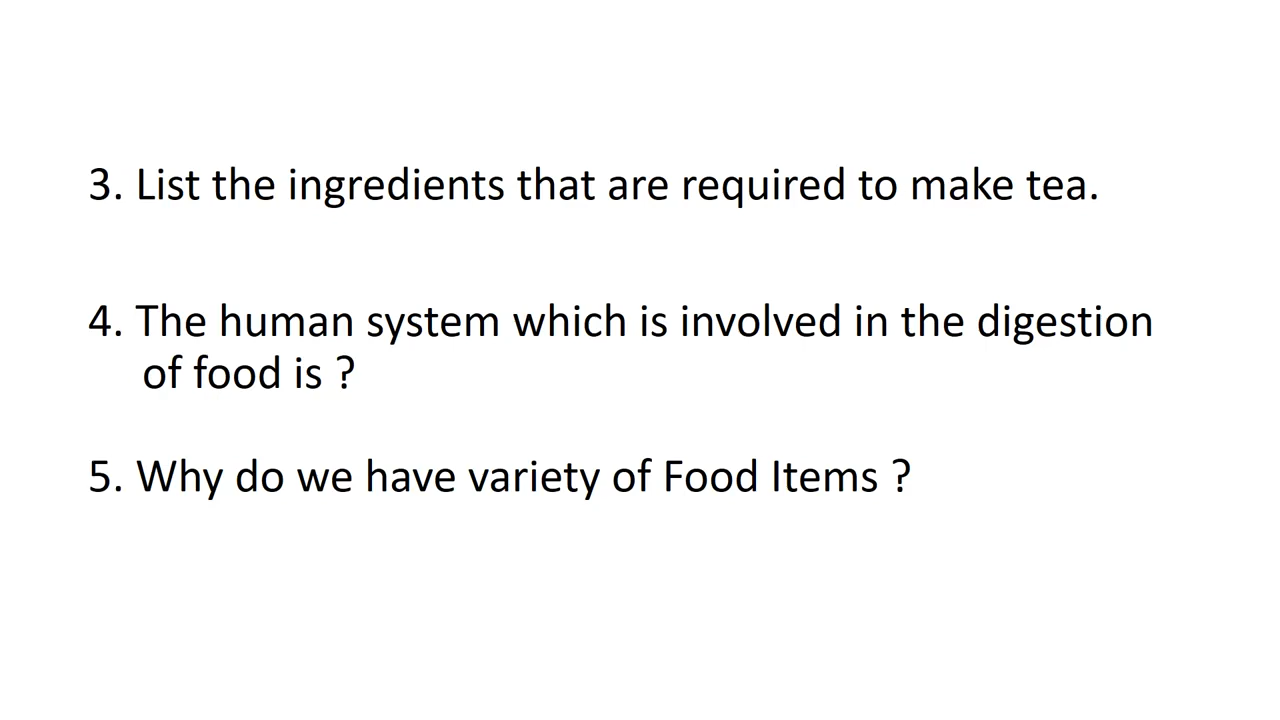 3. List the ingredients that are required to make tea.
4. The human system which is involved in the digestion
of food is ?
5. Why do we have variety of Food Items ?